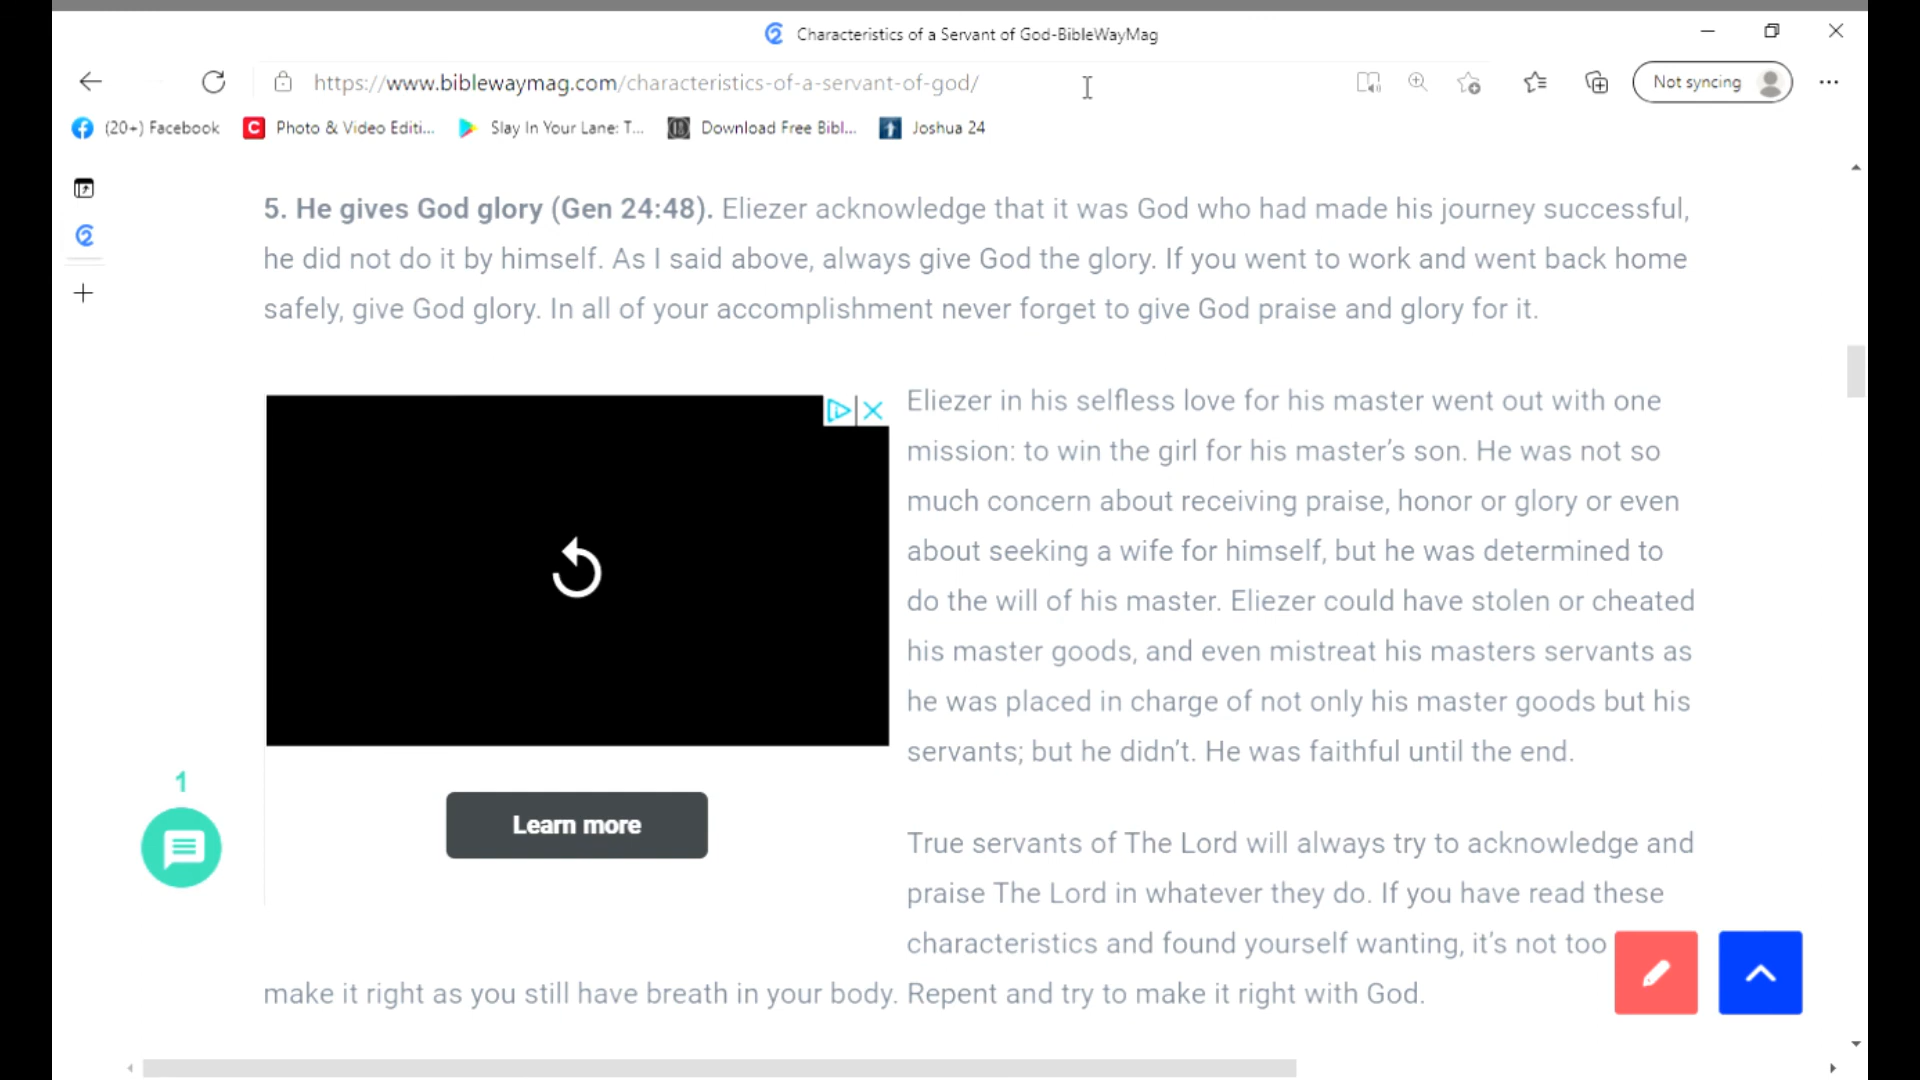 Characteristics of a Servant of God-BibleWayMag
https://www.biblewaymag.com/characteristics-of-a-servant-of-god/
Not syncing
(20+) Facebook
Photo & Video Editi...
Slay In Your Lane: T...
Download Free Bibl...
Joshua 24
5. He gives God glory (Gen 24:48). Eliezer acknowledge that it was God who had made his journey successful,
he did not do it by himself. As I said above, always give God the glory. If you went to work and went back home
safely, give God glory. In all of your accomplishment never forget to give God praise and glory for it.
Eliezer in his selfless love for his master went out with one
mission: to win the girl for his master's son. He was not so
much concern about receiving praise, honor or glory or even
about seeking a wife for himself, but he was determined to
do the will of his master. Eliezer could have stolen or cheated
his master goods, and even mistreat his masters servants as
he was placed in charge of not only his master goods but his
servants; but he didn't. He was faithful until the end.
Learn more
1
True servants of The Lord will always try to acknowledge and
praise The Lord in whatever they do. If you have read these
characteristics and found yourself wanting, it's not too
make it right as you still have breath in your body. Repent and try to make it right with God.